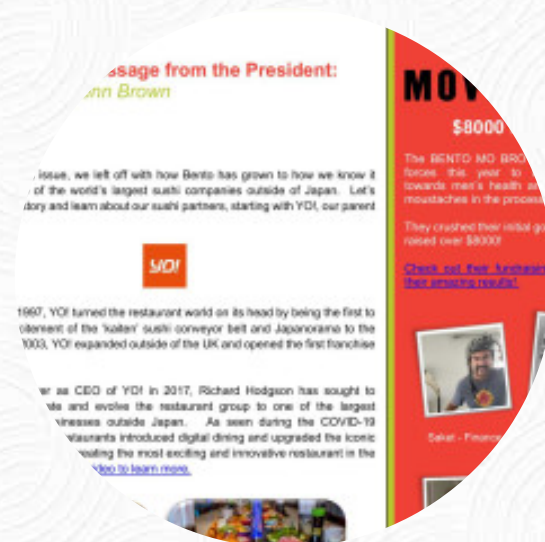 ssage from the President:
nn Brown
issue, we left off with how Bento has grown to how we know it
of the world's largest sushi companies outside of Japan. Let's
and learn about our sushi partners, starting with YO!, our parent
YO!
1997, YO! turned the restaurant world on its head by being the first to
of the 'kaiten' sushi conveyor belt and Japanorama to the
2003, YO! expanded outside of the UK and opened the first franchise
er as CEO of YO! in 2017, Richard Hodgson has sought to
and evolve the restaurant group to one of the largest
outside Japan. As seen during the COVID-19
restaurants introduced digital dining and upgraded the iconic
the most exciting and innovative restaurant in the
video to learn more.
MOV
$8000
The BENTO MO BRO
forces this year to
towards men's health a
moustaches in the process
They crushed their initial go
raised over $8000!
Check out their fundraisin
their amazing results!
Saket - Finance